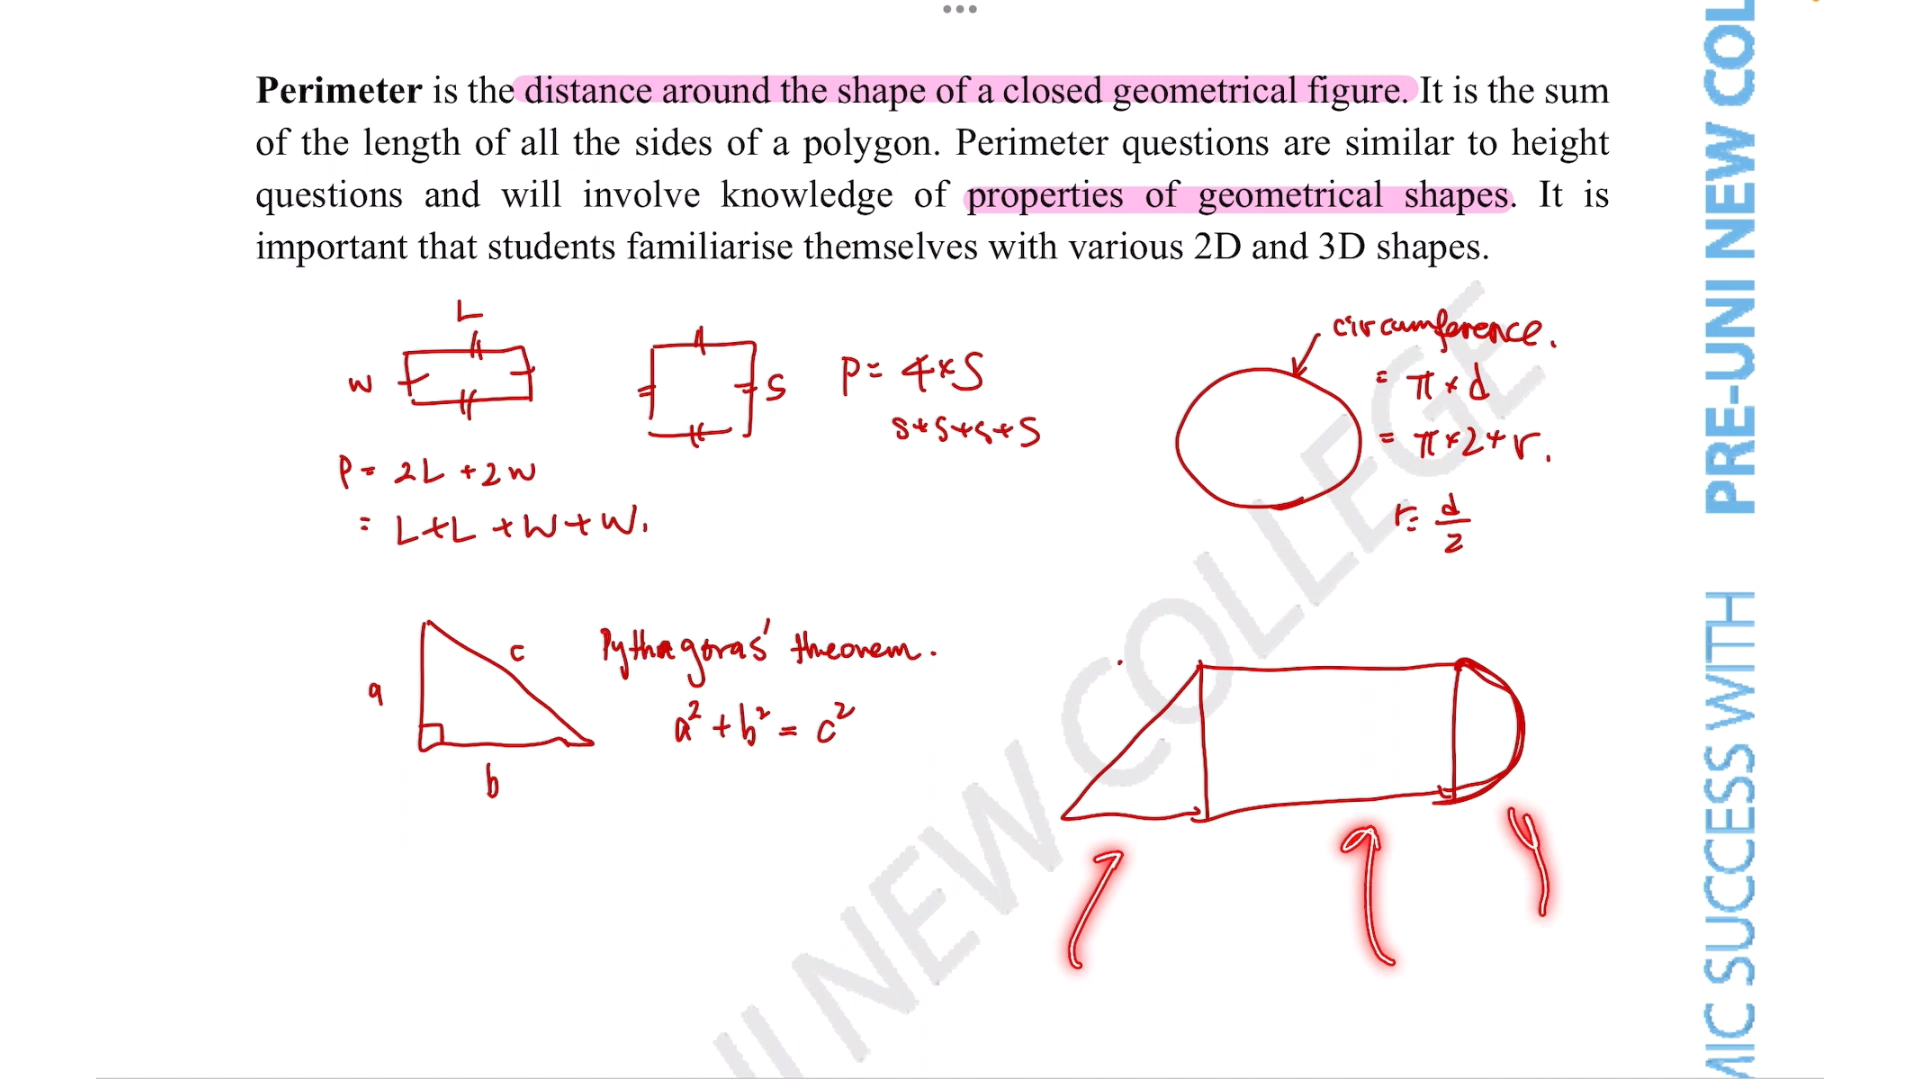 Perimeter is the distance around the shape of a closed geometrical figure. It is the sum
of the length of all the sides of a polygon. Perimeter questions are similar to height
questions and will involve knowledge of properties of geometrical shapes. It is
important that students familiarise themselves with various 2D and 3D shapes.
L
W
P = 2L + 2W
= L+L+W+W.
S
P = 4×S
S+S+S+S
circumference.
= π × d
= π × 2 × r.
r = d/2
a
c
b
Pythagoras' theorem.
a² + b² = c²
NEW COLLEGE
MIC SUCCESS WITH PRE-UNI NEW COL